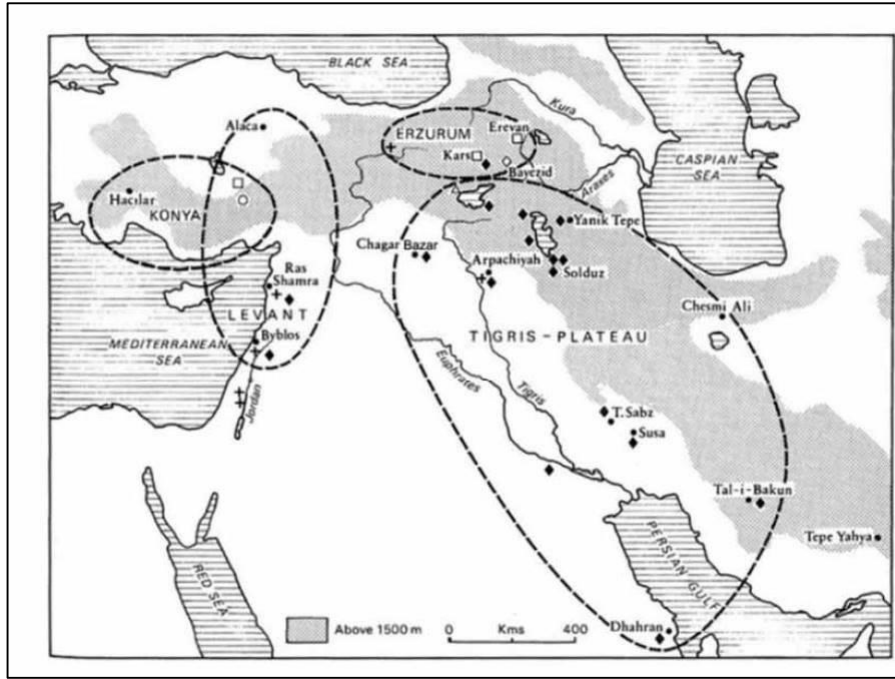 BLACK SEA
Alaca
ERZURUM
Erevan
Kura
Kars
Bayezid
Araxes
CASPIAN
SEA
Hacılar
KONYA
Yanik Tepe
Chagar Bazar
Arpachiyah
Solduz
Ras
Shamra
LEVANT
Chesmi Ali
Byblos
TIGRIS-PLATEAU
MEDITERRANEAN
SEA
Jordan
Euphrates
Tigris
T. Sabz
Susa
Tal-i-Bakun
Tepe Yahya
PERSIAN GULF
RED SEA
Above 1500 m
0 Kms 400
Dhahran